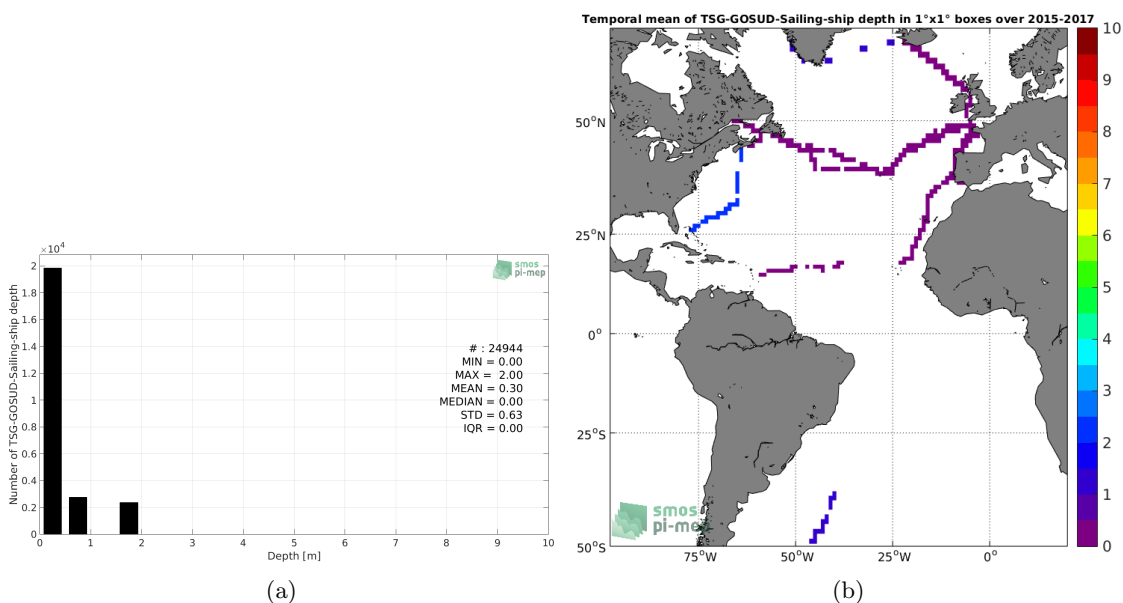 ×10⁴
2
1.8
1.6
1.4
1.2
1
0.8
0.6
0.4
0.2
0
Number of TSG-GOSUD-Sailing-ship depth
smos
pi-mep
# : 24944
MIN = 0.00
MAX = 2.00
MEAN = 0.30
MEDIAN = 0.00
STD = 0.63
IQR = 0.00
0 1 2 3 4 5 6 7 8 9 10
Depth [m]
(a)
Temporal mean of TSG-GOSUD-Sailing-ship depth in 1°x1° boxes over 2015-2017
50°N
25°N
0°
25°S
50°S
75°W 50°W 25°W 0°
smos
pi-mep
10
9
8
7
6
5
4
3
2
1
0
(b)